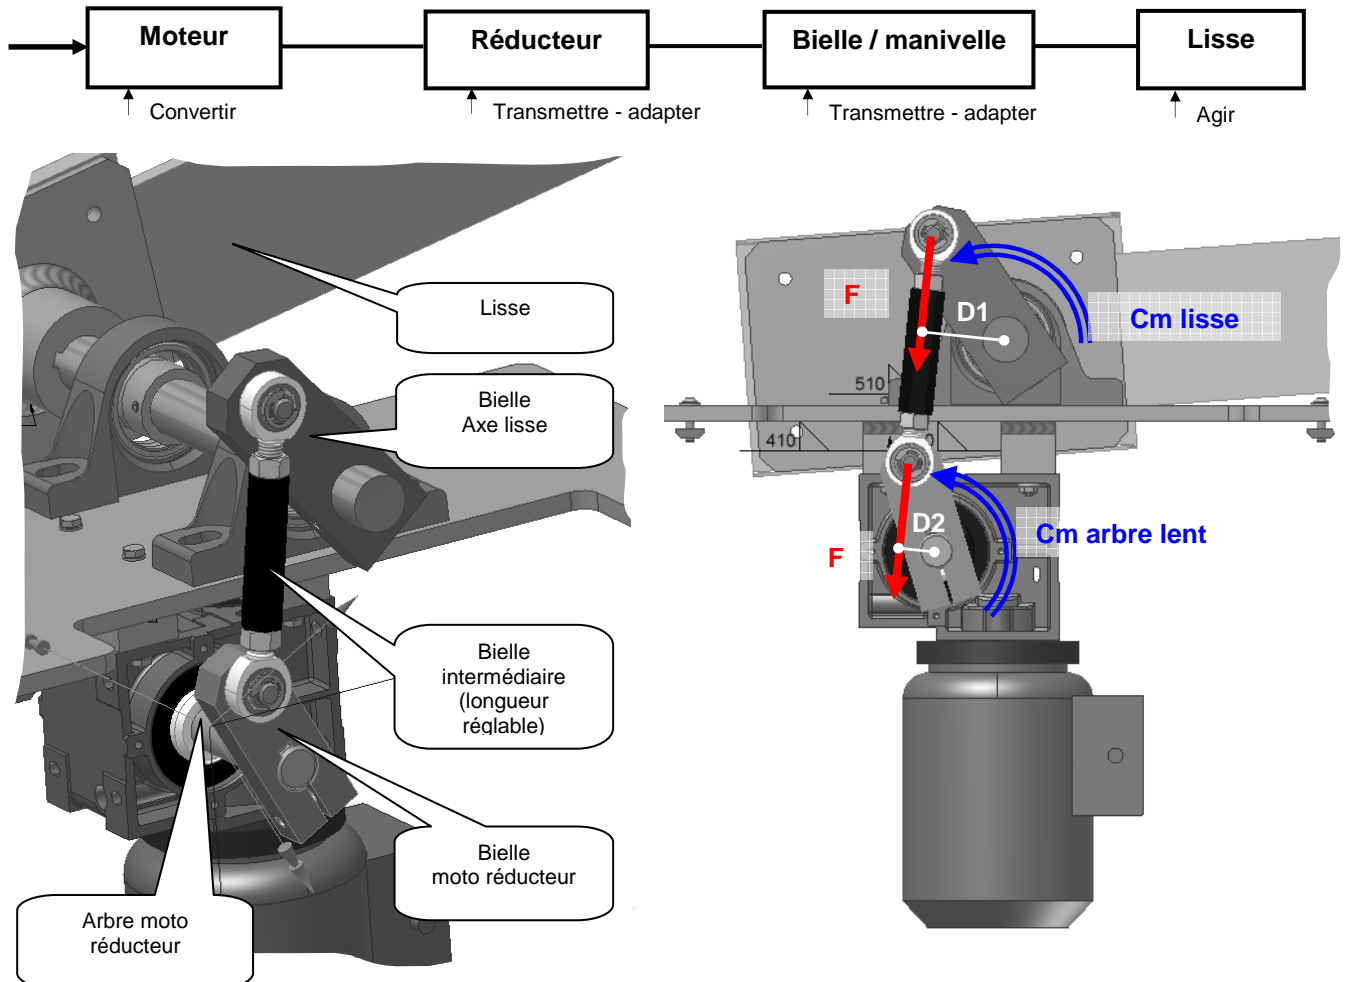 Moteur
Réducteur
Bielle / manivelle
Lisse
Convertir
Transmettre - adapter
Transmettre - adapter
Agir
Lisse
Bielle
Axe lisse
Bielle
intermédiaire
(longueur
réglable)
Bielle
moto réducteur
Arbre moto
réducteur
F
D1
Cm lisse
510
410
D2
Cm arbre lent
F